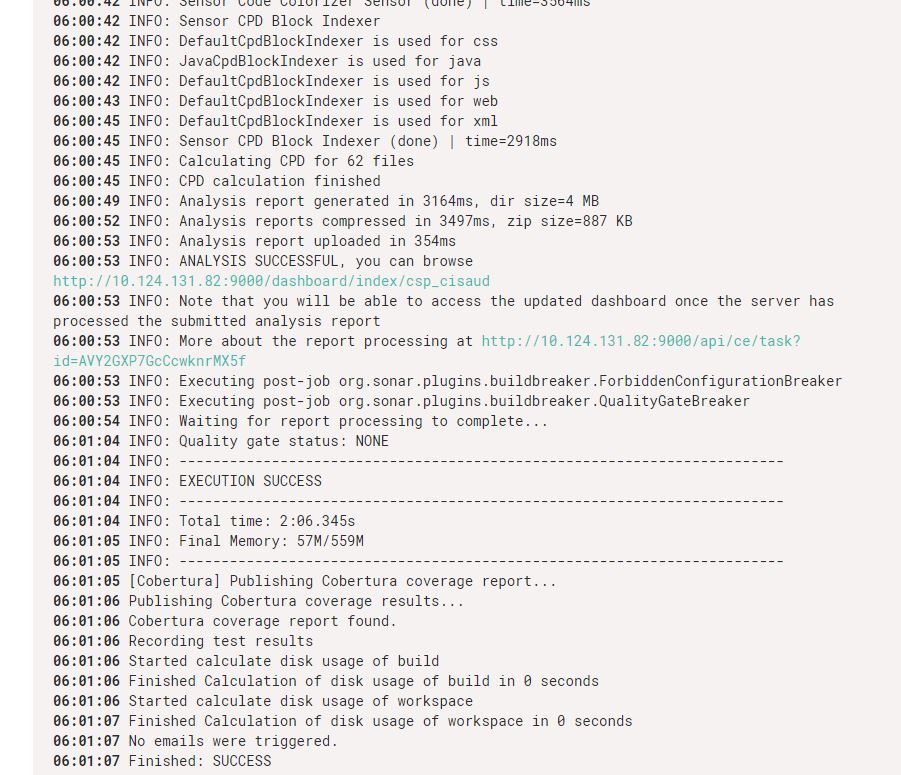 06:00:42 INFO: Sensor Code Colorizer Sensor (done) | time=3564ms
06:00:42 INFO: Sensor CPD Block Indexer
06:00:42 INFO: DefaultCpdBlockIndexer is used for css
06:00:42 INFO: JavaCpdBlockIndexer is used for java
06:00:42 INFO: DefaultCpdBlockIndexer is used for js
06:00:43 INFO: DefaultCpdBlockIndexer is used for web
06:00:45 INFO: DefaultCpdBlockIndexer is used for xml
06:00:45 INFO: Sensor CPD Block Indexer (done) | time=2918ms
06:00:45 INFO: Calculating CPD for 62 files
06:00:45 INFO: CPD calculation finished
06:00:49 INFO: Analysis report generated in 3164ms, dir size=4 MB
06:00:52 INFO: Analysis reports compressed in 3497ms, zip size=887 KB
06:00:53 INFO: Analysis report uploaded in 354ms
06:00:53 INFO: ANALYSIS SUCCESSFUL, you can browse
http://10.124.131.82:9000/dashboard/index/csp_cisaud
06:00:53 INFO: Note that you will be able to access the updated dashboard once the server has
processed the submitted analysis report
06:00:53 INFO: More about the report processing at http://10.124.131.82:9000/api/ce/task?
id=AVY2GXP7GcCcwknrMX5f
06:00:53 INFO: Executing post-job org.sonar.plugins.buildbreaker.ForbiddenConfigurationBreaker
06:00:53 INFO: Executing post-job org.sonar.plugins.buildbreaker.QualityGateBreaker
06:00:54 INFO: Waiting for report processing to complete...
06:01:04 INFO: Quality gate status: NONE
06:01:04 INFO: ------------------------------------------------------------------------
06:01:04 INFO: EXECUTION SUCCESS
06:01:04 INFO: ------------------------------------------------------------------------
06:01:04 INFO: Total time: 2:06.345s
06:01:05 INFO: Final Memory: 57M/559M
06:01:05 INFO: ------------------------------------------------------------------------
06:01:05 [Cobertura] Publishing Cobertura coverage report...
06:01:06 Publishing Cobertura coverage results...
06:01:06 Cobertura coverage report found.
06:01:06 Recording test results
06:01:06 Started calculate disk usage of build
06:01:06 Finished Calculation of disk usage of build in 0 seconds
06:01:06 Started calculate disk usage of workspace
06:01:07 Finished Calculation of disk usage of workspace in 0 seconds
06:01:07 No emails were triggered.
06:01:07 Finished: SUCCESS